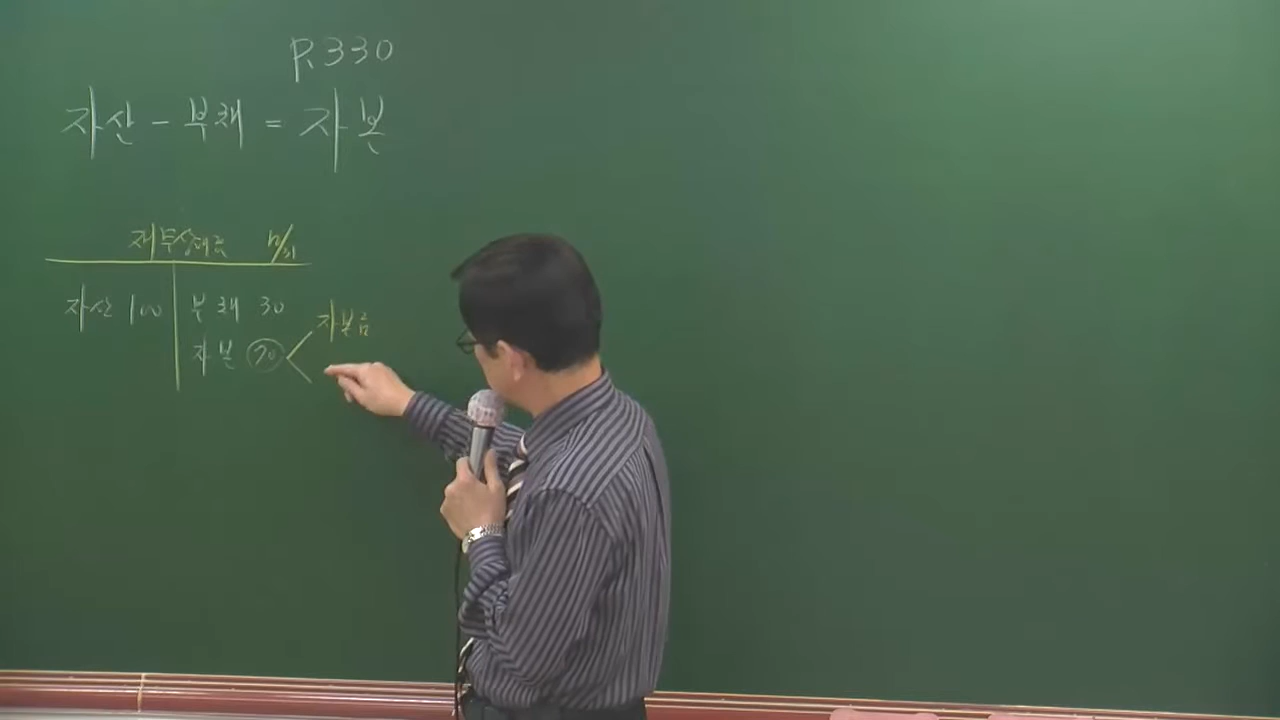 P.330
자산 - 부채 = 자본
재무상태표 12/31
자산 100 부채 30
자본 70 자본금